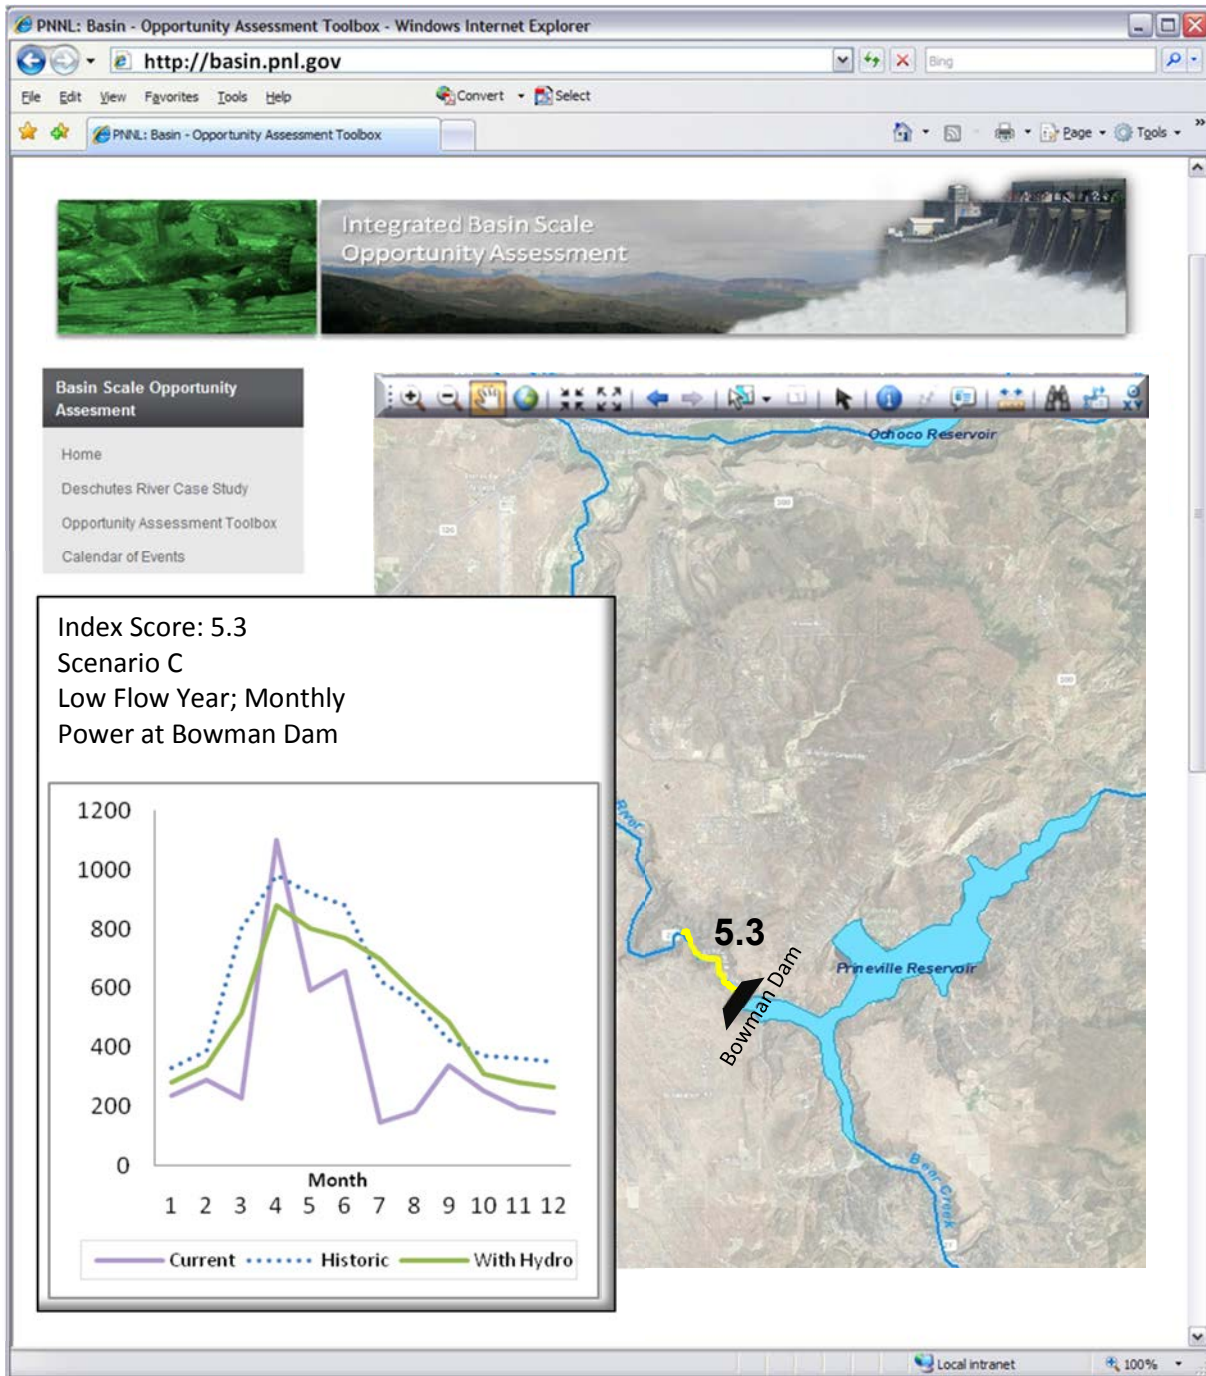 PNNL: Basin - Opportunity Assessment Toolbox - Windows Internet Explorer
http://basin.pnl.gov
Bing
File Edit View Favorites Tools Help
Convert Select
PNNL: Basin - Opportunity Assessment Toolbox
Page Tools
Integrated Basin Scale
Opportunity Assessment
Basin Scale Opportunity
Assesment
Home
Deschutes River Case Study
Opportunity Assessment Toolbox
Calendar of Events
XY
Ochoco Reservoir
River
5.3
Bowman Dam
Prineville Reservoir
Bear Creek
Index Score: 5.3
Scenario C
Low Flow Year; Monthly
Power at Bowman Dam
1200
1000
800
600
400
200
0
Month
1 2 3 4 5 6 7 8 9 10 11 12
Current Historic With Hydro
Local intranet
100%